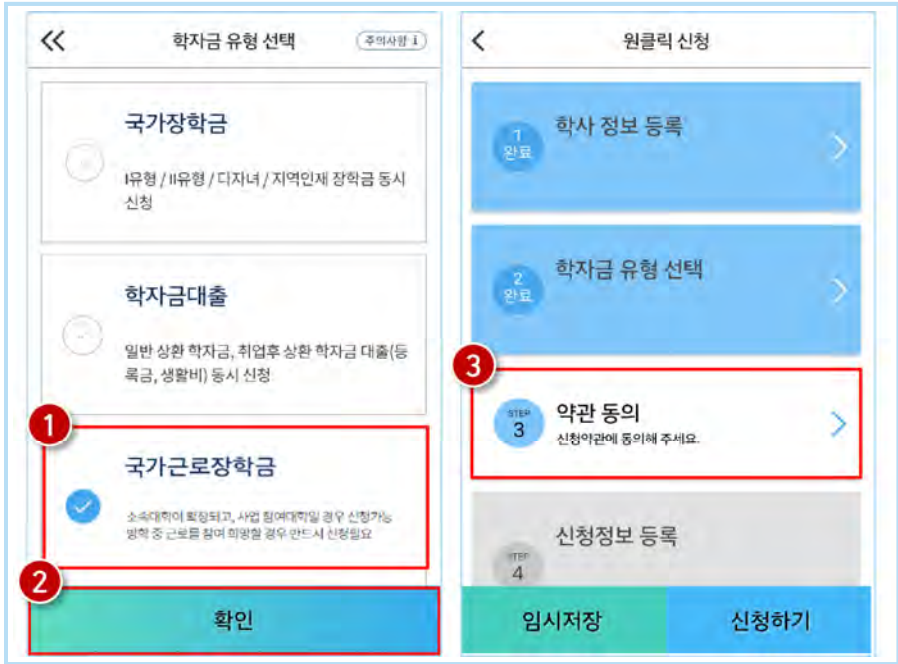 학자금 유형 선택
주의사항 i
국가장학금
I유형 / II유형 / 디자녀 / 지역인재 장학금 동시
신청
학자금대출
일반 상환 학자금, 취업후 상환 학자금 대출(등
록금, 생활비) 동시 신청
1
국가근로장학금
소속대학이 확정되고, 사업 참여대학일 경우 신청가능
방학 중 근로를 참여 희망할 경우 반드시 신청필요
2
확인
원클릭 신청
1
완료
학사 정보 등록
2
완료
학자금 유형 선택
3
STEP
3
약관 동의
신청약관에 동의해 주세요.
신청정보 등록
STEP
4
임시저장
신청하기